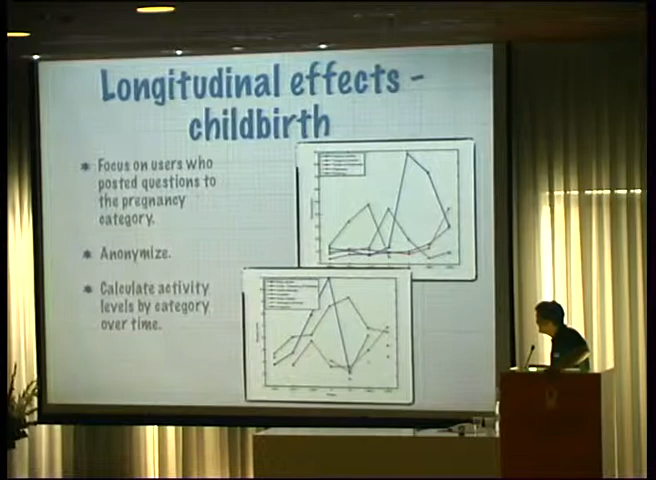 Longitudinal effects -
childbirth
* Focus on users who
posted questions to
the pregnancy
category.
* Anonymize.
* Calculate activity
levels by category
over time.